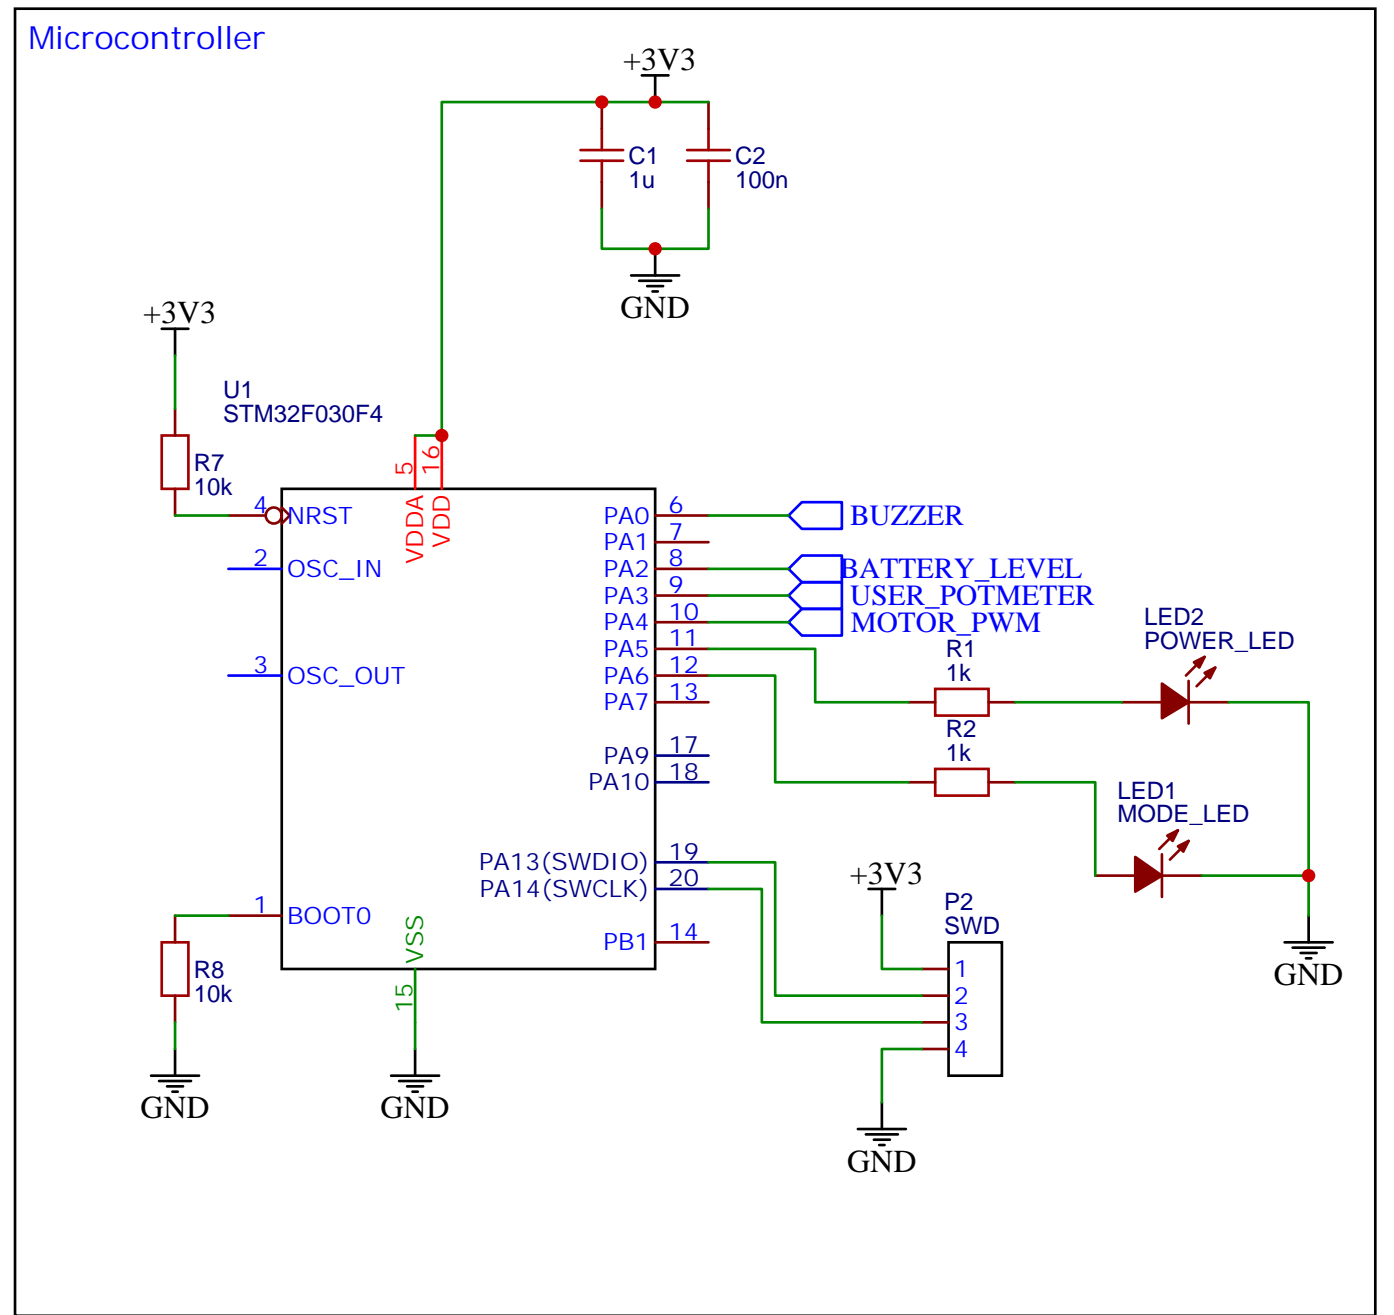 Microcontroller
+3V3
C1
1u
C2
100n
GND
+3V3
U1
STM32F030F4
R7
10k
5
16
VDDA
VDD
4
NRST
2
OSC_IN
3
OSC_OUT
1
BOOT0
R8
10k
GND
VSS
15
GND
PA0
6
BUZZER
PA1
7
PA2
8
BATTERY_LEVEL
PA3
9
USER_POTMETER
PA4
10
MOTOR_PWM
PA5
11
PA6
12
PA7
13
PA9
17
PA10
18
PA13(SWDIO)
19
PA14(SWCLK)
20
PB1
14
R1
1k
R2
1k
LED2
POWER_LED
LED1
MODE_LED
GND
+3V3
P2
SWD
1
2
3
4
GND